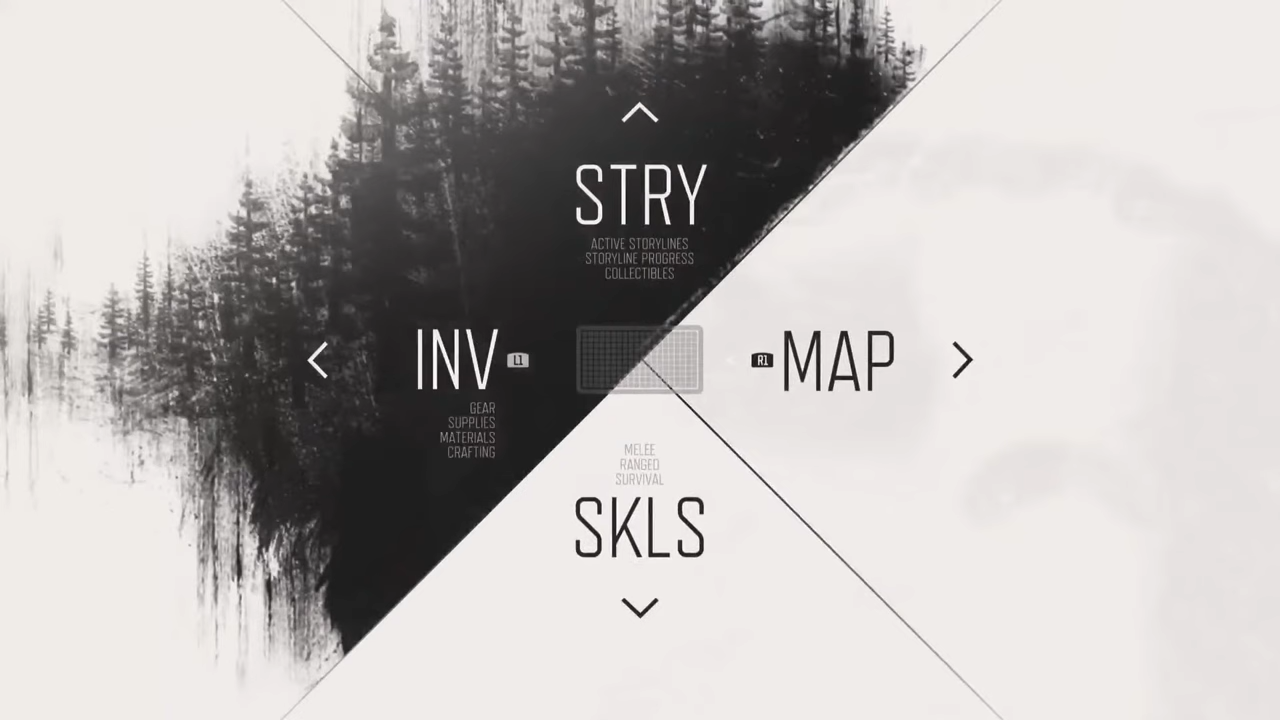 STRY
ACTIVE STORYLINES
STORYLINE PROGRESS
COLLECTIBLES
INV L1
R1 MAP
GEAR
SUPPLIES
MATERIALS
CRAFTING
MELEE
RANGED
SURVIVAL
SKLS